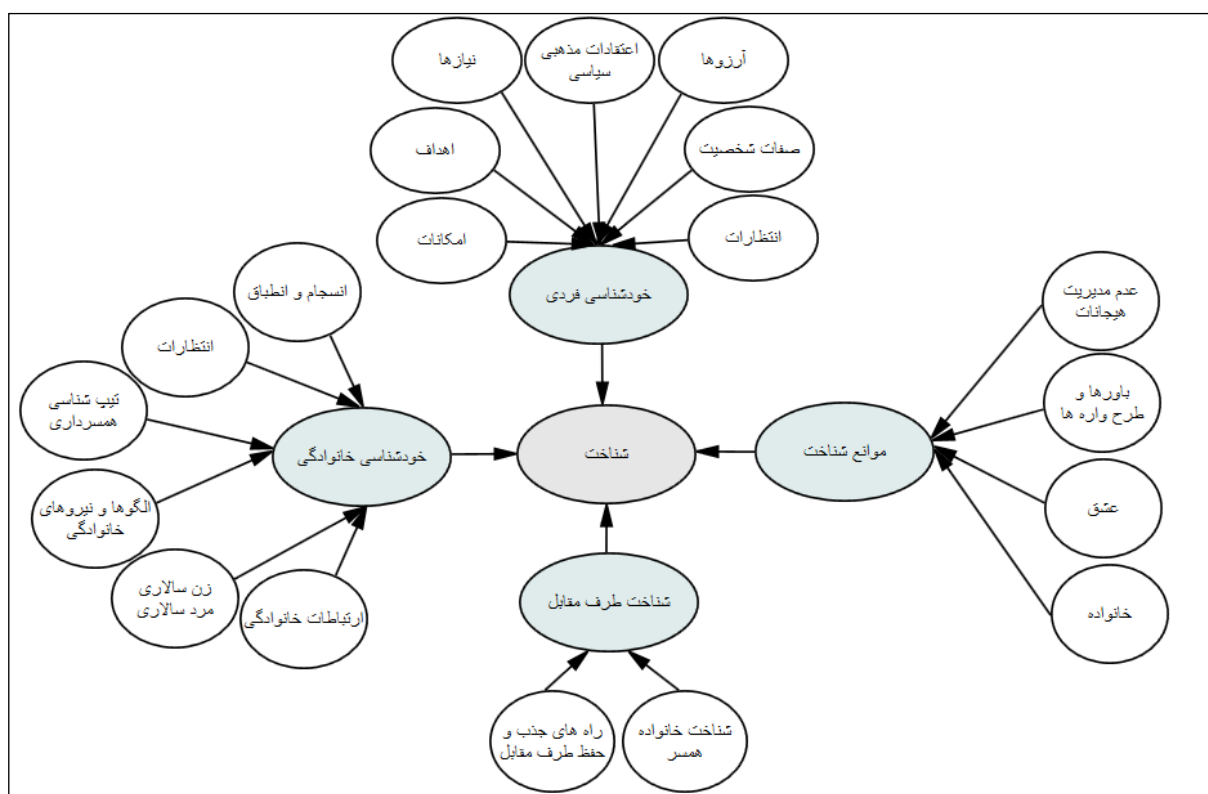 آرزوها
اعتقادات مذهبی
سیاسی
نیازها
صفات شخصیت
اهداف
انتظارات
امکانات
خودشناسی فردی
عدم مدیریت
هیجانات
باورها و
طرح واره ها
عشق
خانواده
موانع شناخت
شناخت
خودشناسی خانوادگی
انسجام و انطباق
انتظارات
تیپ شناسی
همسرداری
الگوها و نیروهای
خانوادگی
زن سالاری
مرد سالاری
ارتباطات خانوادگی
شناخت طرف مقابل
شناخت خانواده
همسر
راه های جذب و
حفظ طرف مقابل